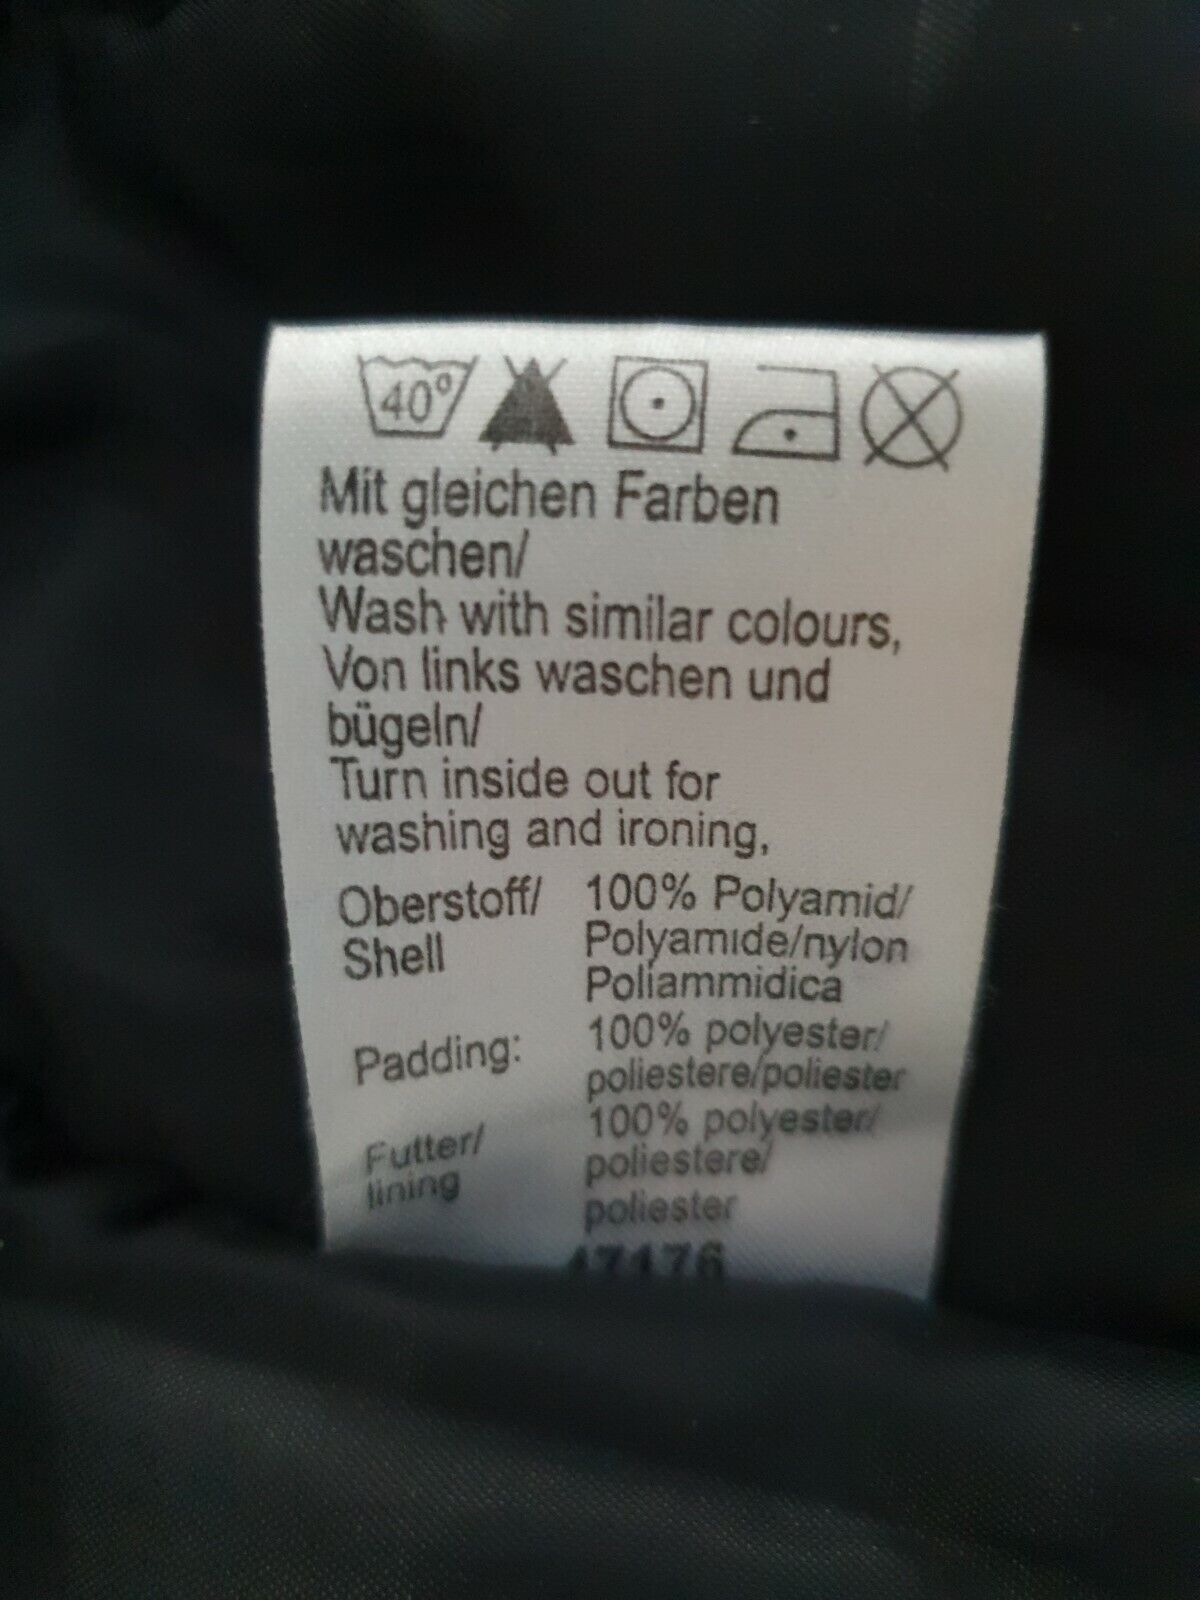 40°
Mit gleichen Farben
waschen/
Wash with similar colours,
Von links waschen und
bügeln/
Turn inside out for
washing and ironing,
Oberstoff/ 100% Polyamid/
Shell Polyamide/nylon
Poliammidica
Padding: 100% polyester/
poliestere/poliester
Futter/ 100% polyester/
lining poliestere/
poliester
47176